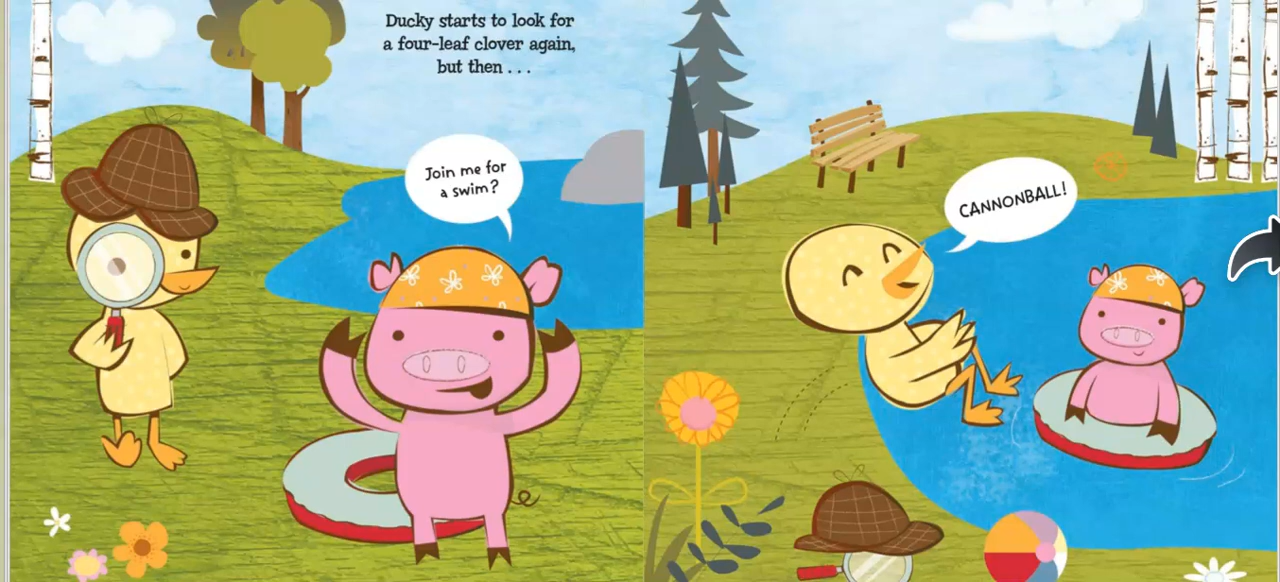 Ducky starts to look for
a four-leaf clover again,
but then . . .
Join me for
a swim?
CANNONBALL!